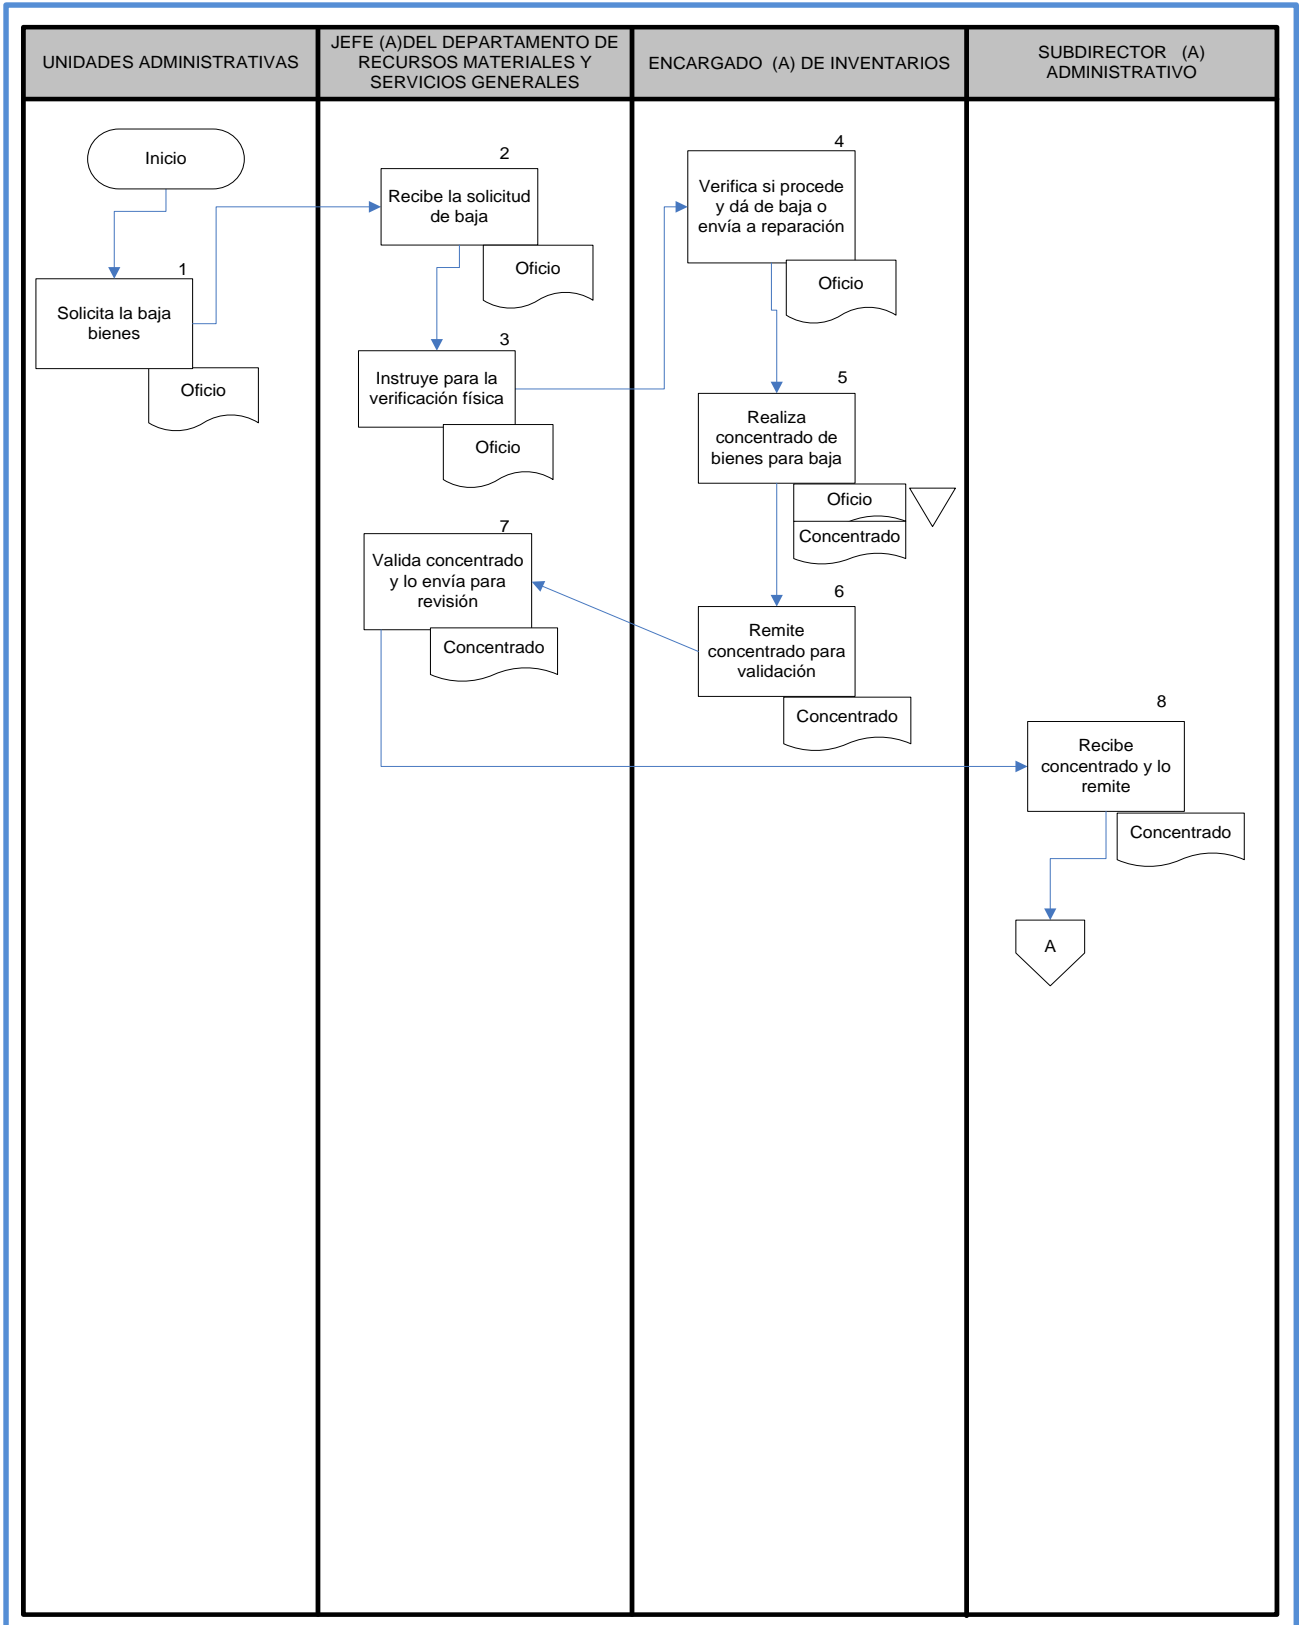 UNIDADES ADMINISTRATIVAS
JEFE (A)DEL DEPARTAMENTO DE
RECURSOS MATERIALES Y
SERVICIOS GENERALES
ENCARGADO (A) DE INVENTARIOS
SUBDIRECTOR (A)
ADMINISTRATIVO
Inicio
1
Solicita la baja
bienes
Oficio
2
Recibe la solicitud
de baja
Oficio
3
Instruye para la
verificación física
Oficio
4
Verifica si procede
y dá de baja o
envía a reparación
Oficio
5
Realiza
concentrado de
bienes para baja
Oficio
Concentrado
6
Remite
concentrado para
validación
Concentrado
7
Valida concentrado
y lo envía para
revisión
Concentrado
8
Recibe
concentrado y lo
remite
Concentrado
A